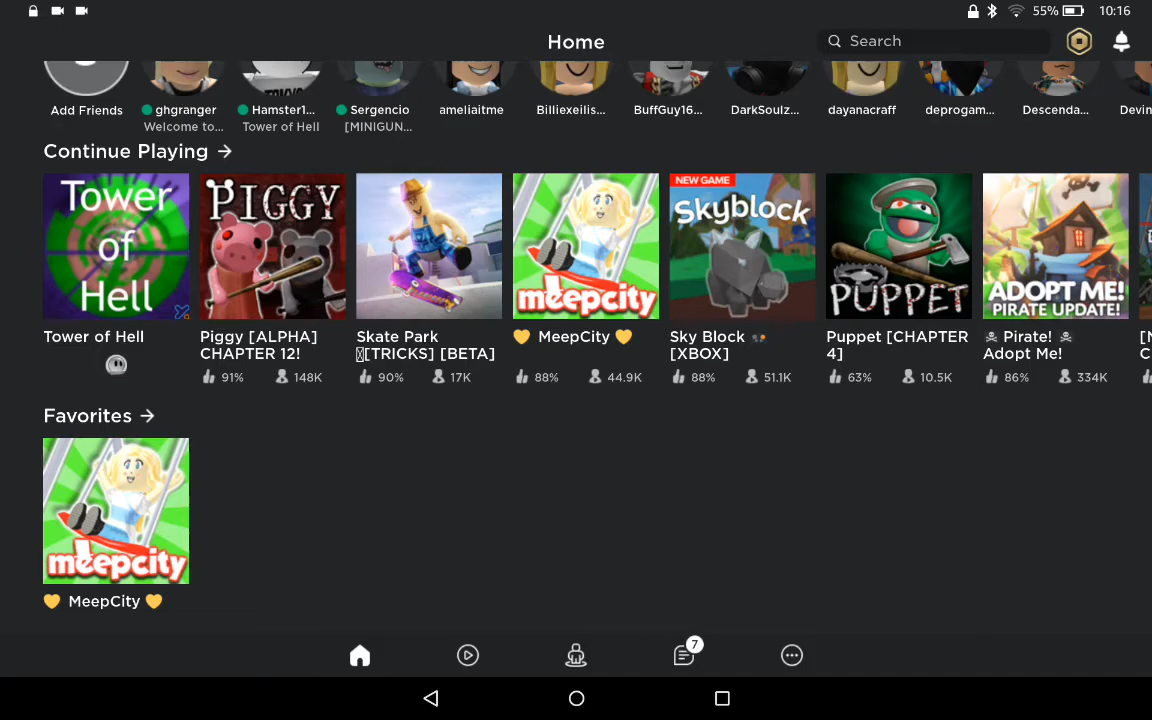 55% 10:16
Home
Search
Add Friends
ghgranger
Hamster1...
Sergencio
ameliaitme
Billiexeilis...
BuffGuy16...
DarkSoulz...
dayanacraff
deprogam...
Descenda...
Devin
Welcome to...
Tower of Hell
[MINIGUN...
Continue Playing →
Tower
of
Hell
PIGGY
meepcity
NEW GAME
Skyblock
PUPPET
ADOPT ME!
PIRATE UPDATE!
Tower of Hell
Piggy [ALPHA]
CHAPTER 12!
91% 148K
Skate Park
[TRICKS] [BETA]
90% 17K
💛 MeepCity 💛
88% 44.9K
Sky Block
[XBOX]
88% 51.1K
Puppet [CHAPTER
4]
63% 10.5K
☠ Pirate! ☠
Adopt Me!
86% 334K
[N
C
Favorites →
meepcity
💛 MeepCity 💛
7